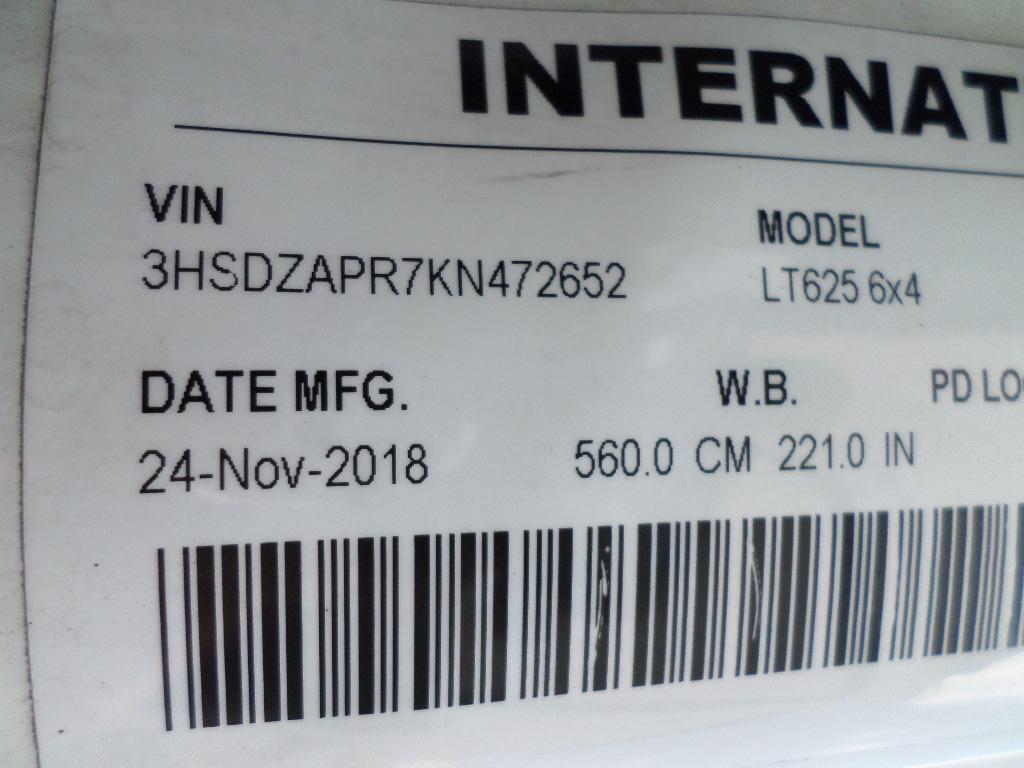 INTERNAT
VIN
MODEL
3HSDZAPR7KN472652
LT625 6x4
DATE MFG.
W.B.
PD LO
24-Nov-2018
560.0 CM 221.0 IN